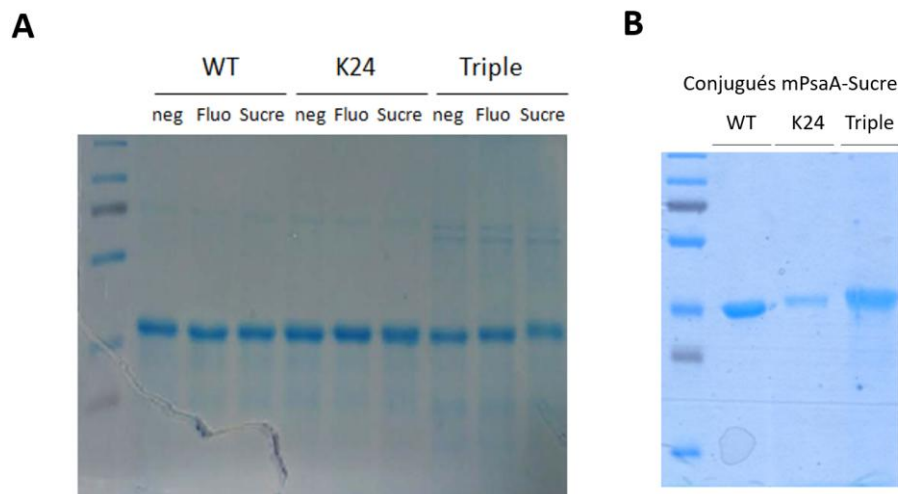 A
WT K24 Triple
neg Fluo Sucre neg Fluo Sucre neg Fluo Sucre
B
Conjugués mPsaA-Sucre
WT K24 Triple